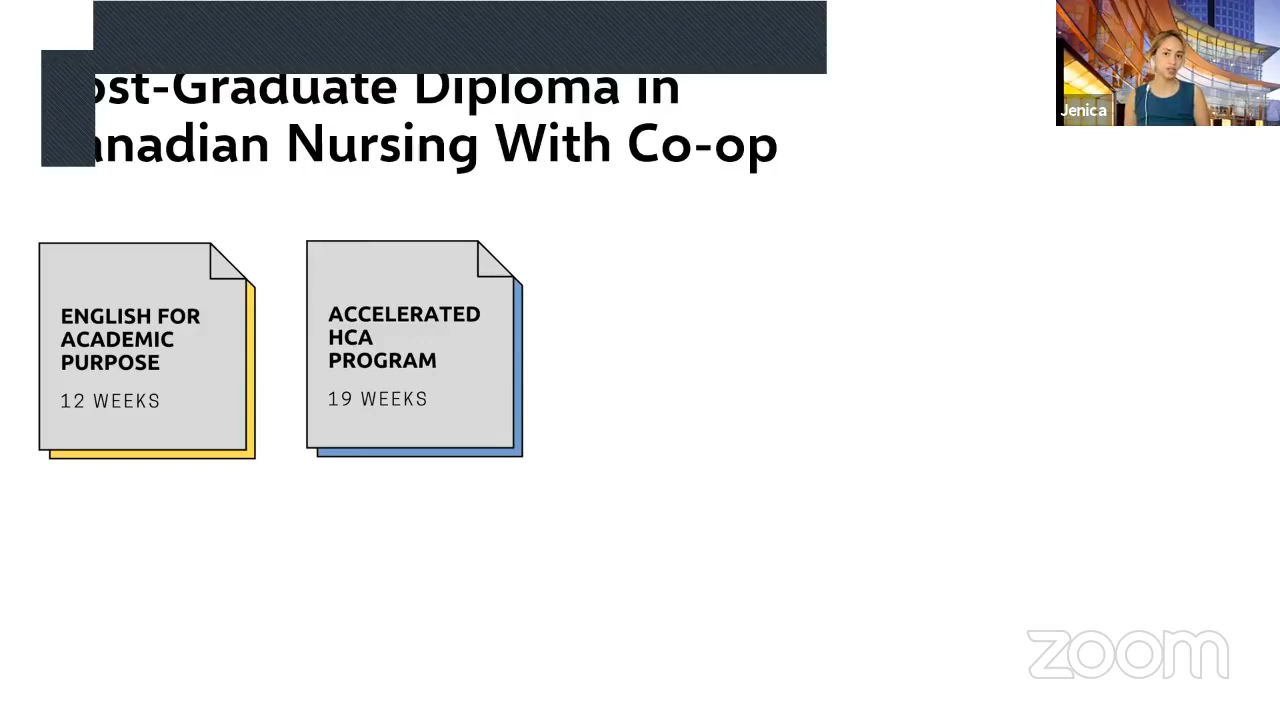 ost-Graduate Diploma in
anadian Nursing With Co-op
Jenica
ENGLISH FOR
ACADEMIC
PURPOSE
12 WEEKS
ACCELERATED
HCA
PROGRAM
19 WEEKS
zoom